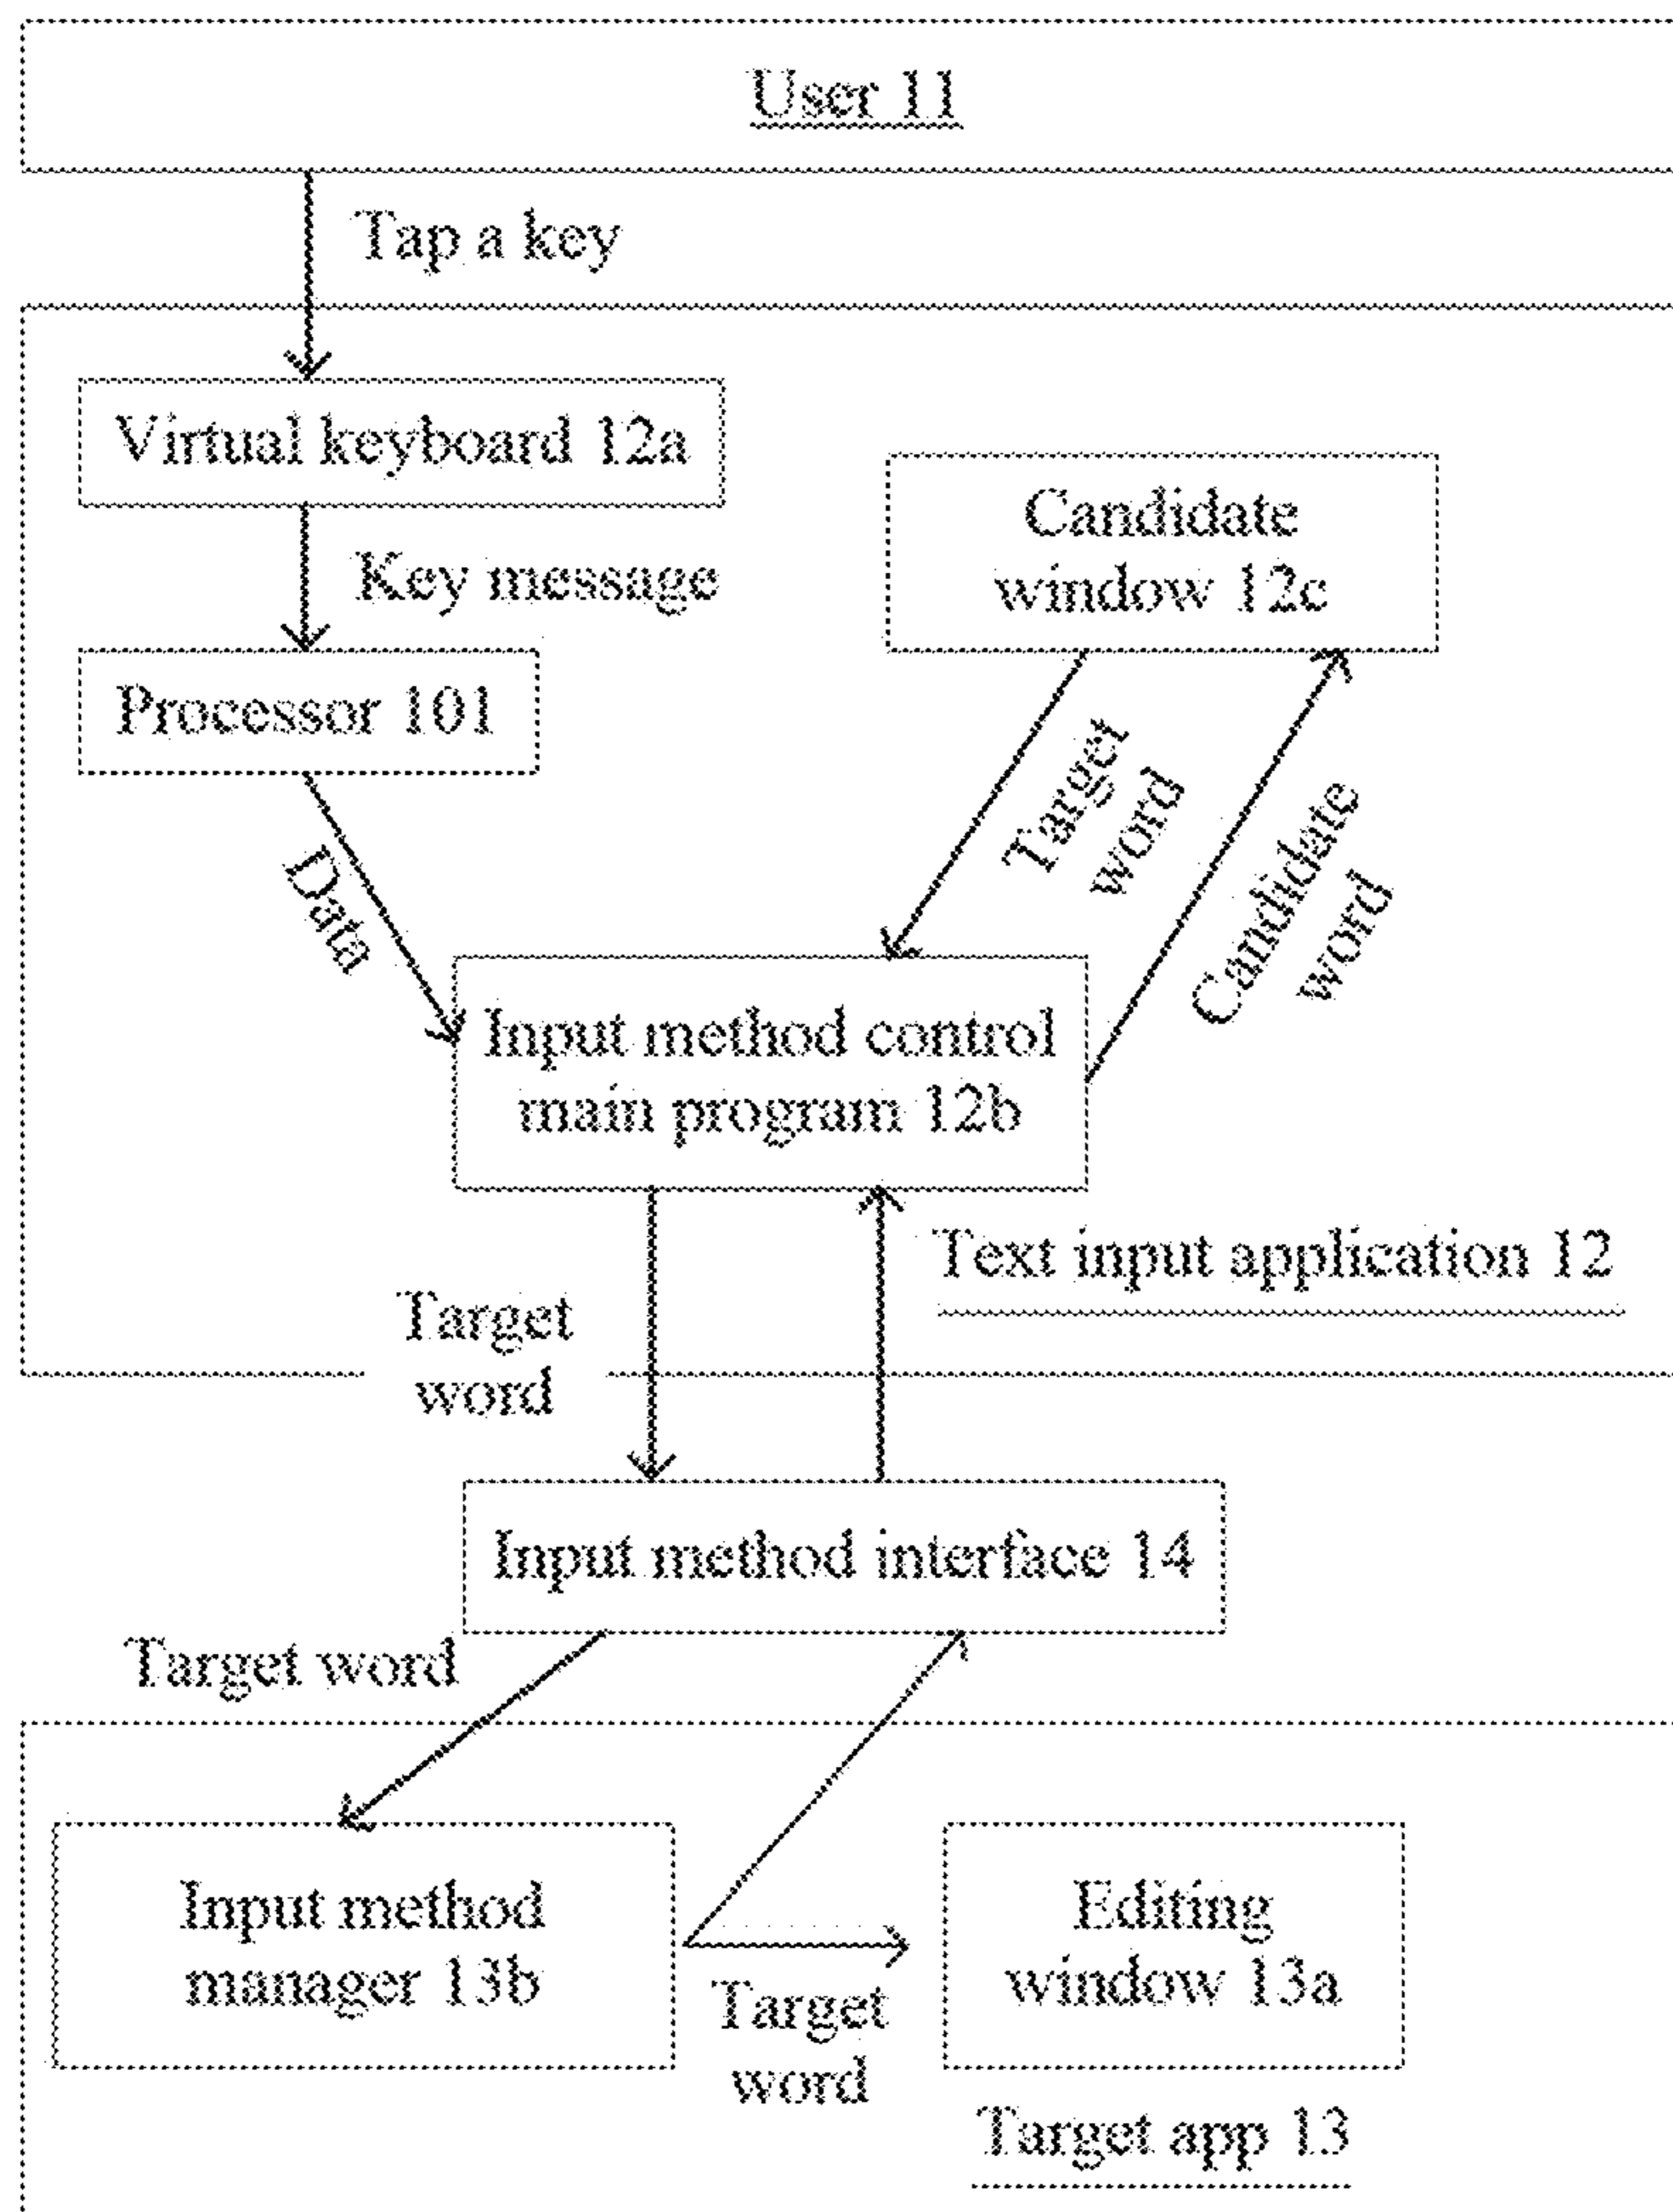 User 11
Tap a key
Virtual keyboard 12a
Key message
Processor 101
Data
Candidate
window 12c
Target
word
Candidate
word
Input method control
main program 12b
Text input application 12
Target
word
Input method interface 14
Target word
Input method
manager 13b
Target
word
Editing
window 13a
Target app 13